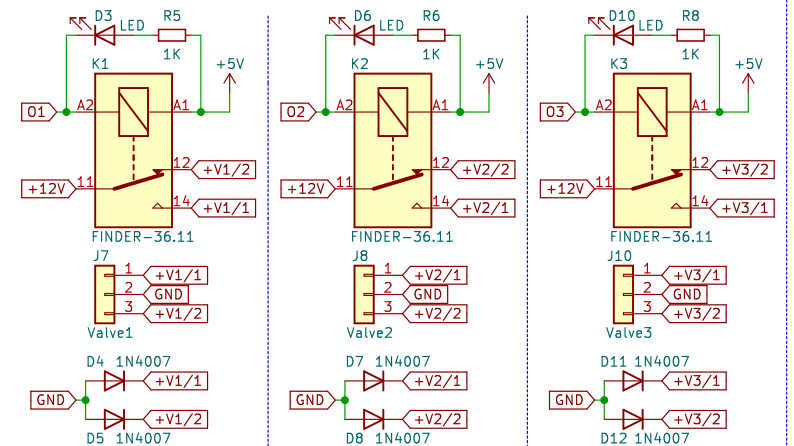 D3 LED R5
1K
K1 +5V
O1 A2 A1
12 +V1/2
+12V 11
14 +V1/1
FINDER-36.11
J7
1 +V1/1
2 GND
3 +V1/2
Valve1
D4 1N4007
+V1/1
GND
+V1/2
D5 1N4007
D6 LED R6
1K
K2 +5V
O2 A2 A1
12 +V2/2
+12V 11
14 +V2/1
FINDER-36.11
J8
1 +V2/1
2 GND
3 +V2/2
Valve2
D7 1N4007
+V2/1
GND
+V2/2
D8 1N4007
D10 LED R8
1K
K3 +5V
O3 A2 A1
12 +V3/2
+12V 11
14 +V3/1
FINDER-36.11
J10
1 +V3/1
2 GND
3 +V3/2
Valve3
D11 1N4007
+V3/1
GND
+V3/2
D12 1N4007